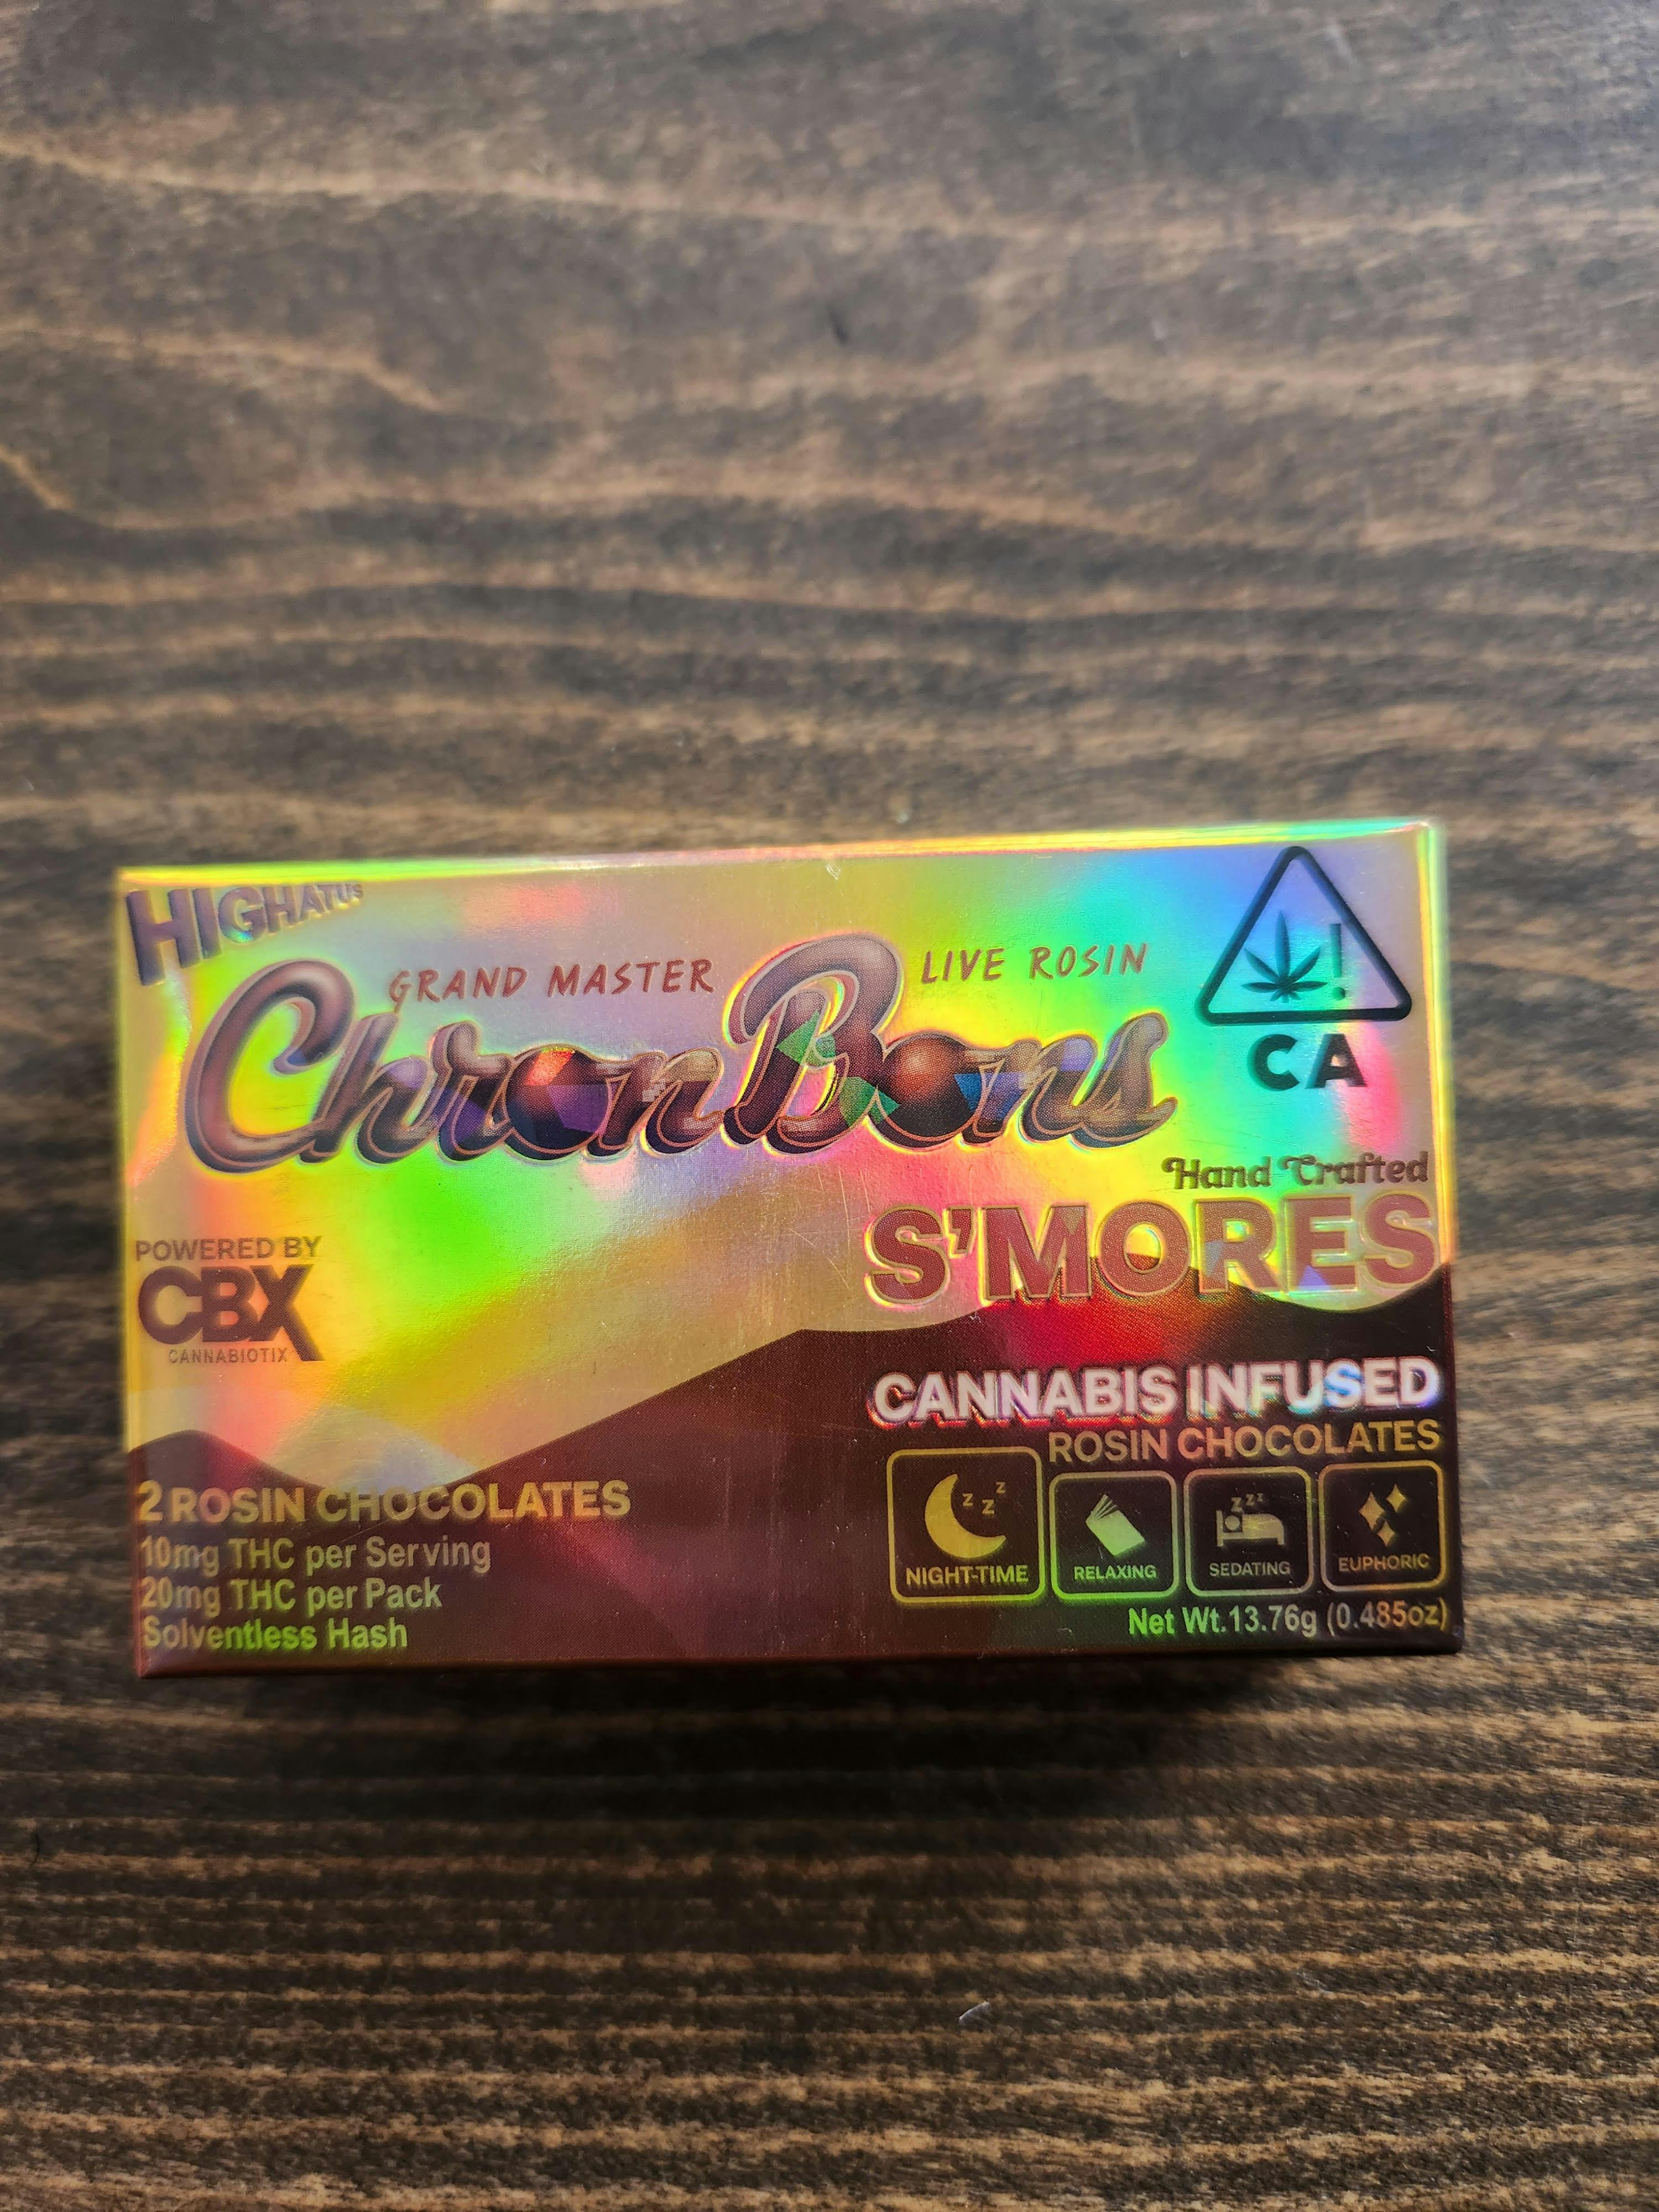 HIGHATUS
GRAND MASTER LIVE ROSIN
ChronBons
CA
Hand Crafted
S'MORES
POWERED BY
CBX
CANNABIOTIX
CANNABIS INFUSED
ROSIN CHOCOLATES
2 ROSIN CHOCOLATES
10mg THC per Serving
20mg THC per Pack
Solventless Hash
z z z
NIGHT-TIME
RELAXING
z z z
SEDATING
EUPHORIC
Net Wt.13.76g (0.485oz)